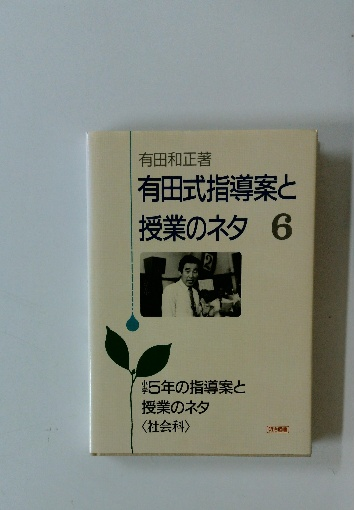 有田和正著
有田式指導案と
授業のネタ 6
小学5年の指導案と
授業のネタ
〈社会科〉